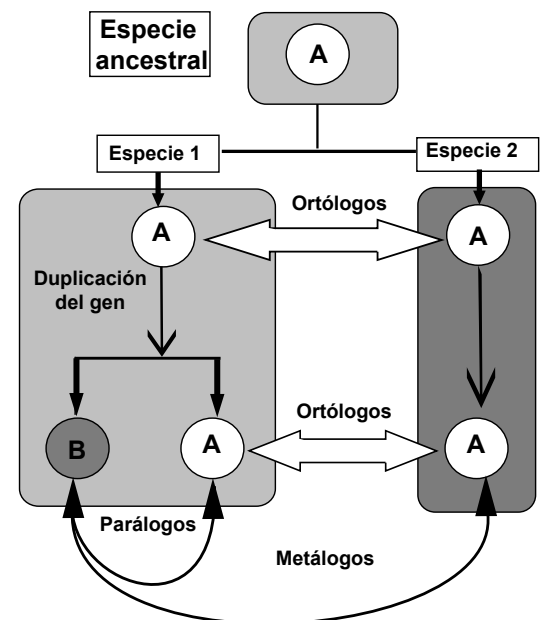 Especie
ancestral
A
Especie 1
Especie 2
Ortólogos
A
A
Duplicación
del gen
Ortólogos
B
A
A
Parálogos
Metálogos